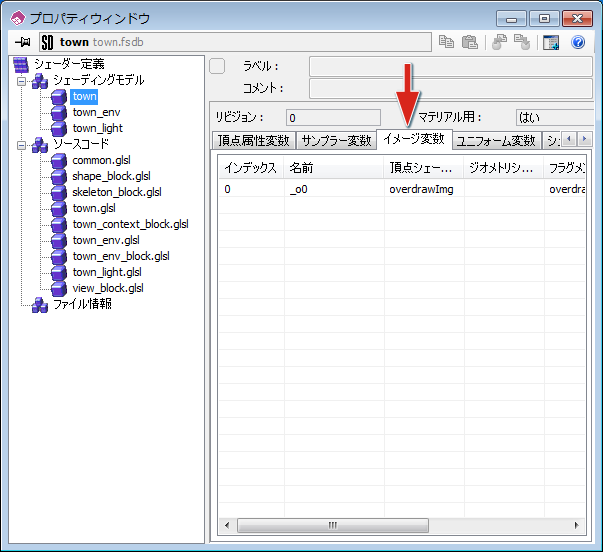 プロパティウィンドウ
SD town town.fsdb
シェーダー定義
シェーディングモデル
town
town_env
town_light
ソースコード
common.glsl
shape_block.glsl
skeleton_block.glsl
town.glsl
town_context_block.glsl
town_env.glsl
town_env_block.glsl
town_light.glsl
view_block.glsl
ファイル情報
ラベル：
コメント：
リビジョン： 0 マテリアル用： はい
頂点属性変数 サンプラー変数 イメージ変数 ユニフォーム変数
インデックス 名前 頂点シェー... ジオメトリシ... フラグメン
0 _o0 overdrawImg overdra